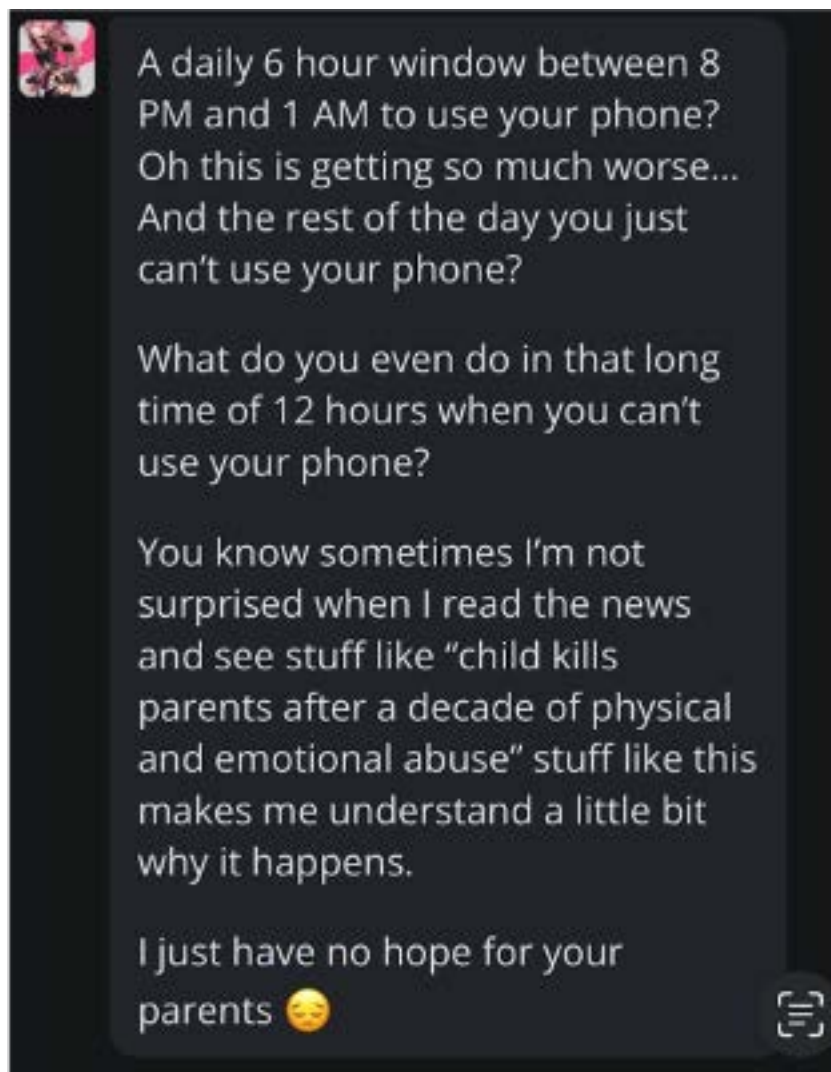 A daily 6 hour window between 8
PM and 1 AM to use your phone?
Oh this is getting so much worse...
And the rest of the day you just
can't use your phone?
What do you even do in that long
time of 12 hours when you can't
use your phone?
You know sometimes I'm not
surprised when I read the news
and see stuff like “child kills
parents after a decade of physical
and emotional abuse” stuff like this
makes me understand a little bit
why it happens.
I just have no hope for your
parents 😔